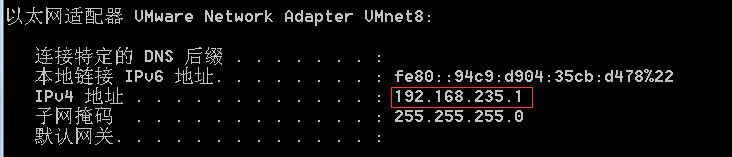 以太网适配器 VMware Network Adapter VMnet8:
连接特定的 DNS 后缀 . . . . . . . :
本地链接 IPv6 地址. . . . . . . . : fe80::94c9:d904:35cb:d478%22
IPv4 地址 . . . . . . . . . . . . : 192.168.235.1
子网掩码 . . . . . . . . . . . . : 255.255.255.0
默认网关. . . . . . . . . . . . . :